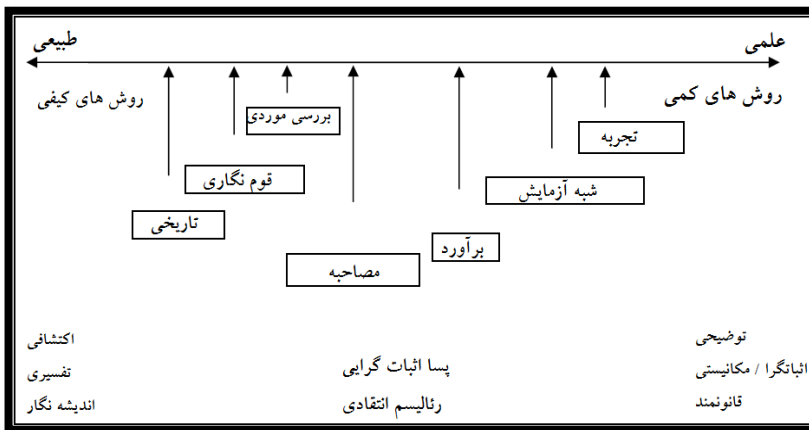 علمی
طبیعی
روش های کمی
روش های کیفی
بررسی موردی
تجربه
قوم نگاری
شبه آزمایش
تاریخی
برآورد
مصاحبه
توضیحی
اکتشافی
پسا اثبات گرایی
اثباتگرا / مکانیستی
تفسیری
رئالیسم انتقادی
قانونمند
اندیشه نگار